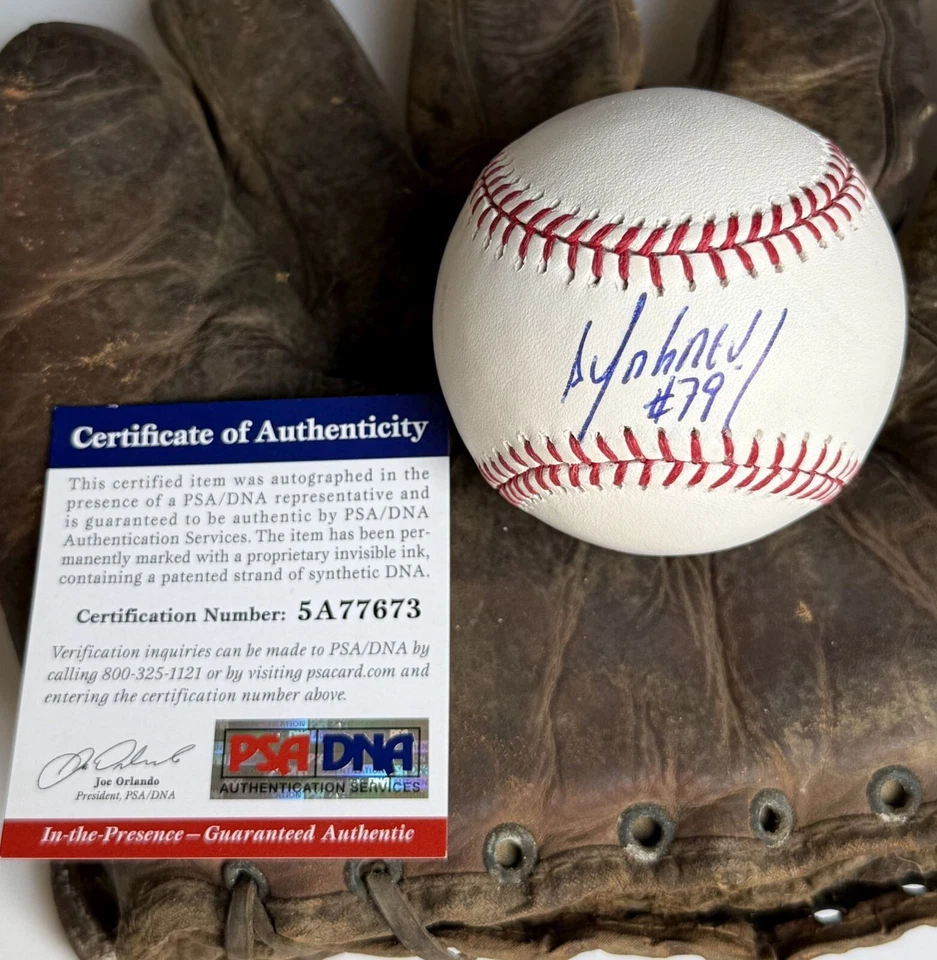 Certificate of Authenticity
This certified item was autographed in the
presence of a PSA/DNA representative and
is guaranteed to be authentic by PSA/DNA
Authentication Services. The item has been per-
manently marked with a proprietary invisible ink,
containing a patented strand of synthetic DNA.
Certification Number: 5A77673
Verification inquiries can be made to PSA/DNA by
calling 800-325-1121 or by visiting psacard.com and
entering the certification number above.
Joe Orlando
President, PSA/DNA
PSA DNA
AUTHENTICATION SERVICES
In-the-Presence – Guaranteed Authentic
#79